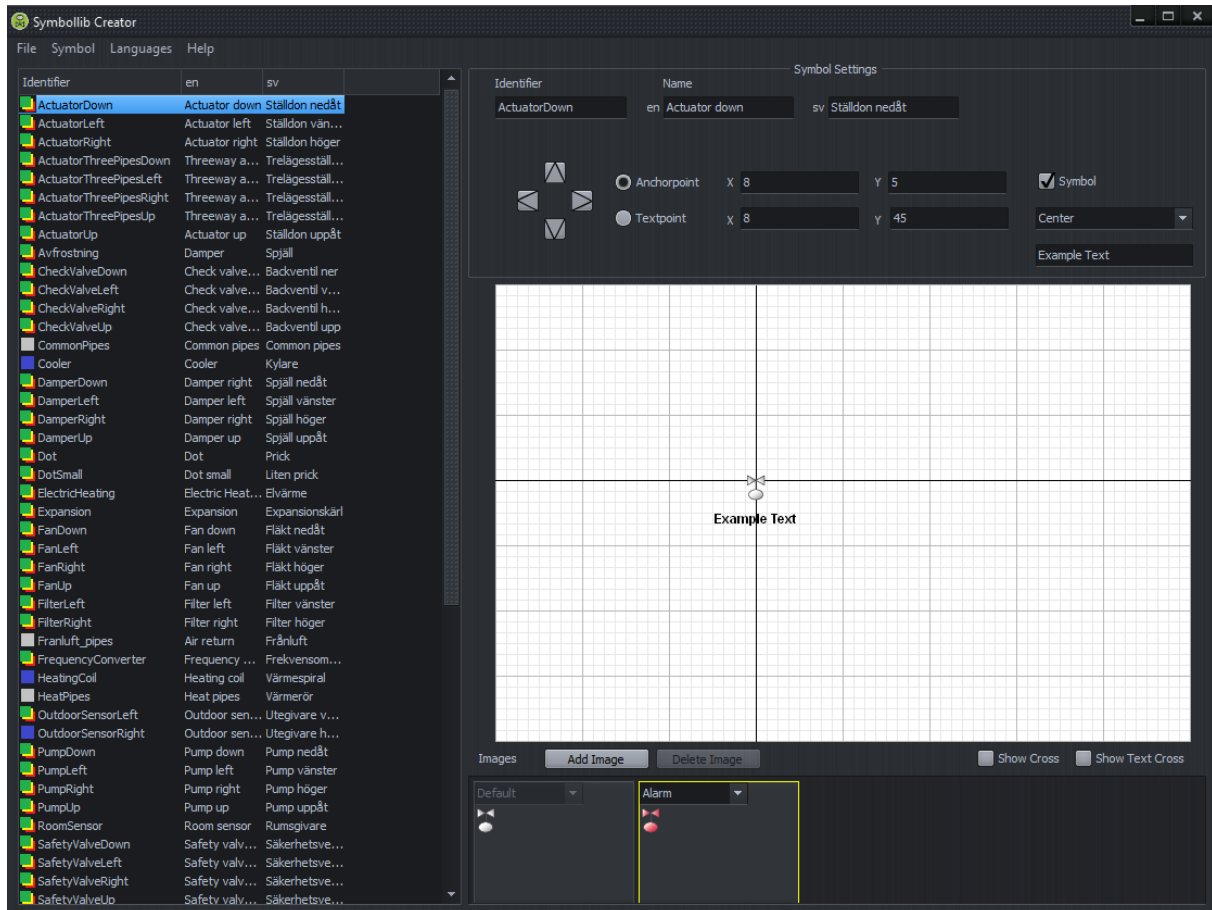 Symbollib Creator
File Symbol Languages Help
Identifier en sv
ActuatorDown Actuator down Ställdon nedåt
ActuatorLeft Actuator left Ställdon vän...
ActuatorRight Actuator right Ställdon höger
ActuatorThreePipesDown Threeway a... Trelägesställ...
ActuatorThreePipesLeft Threeway a... Trelägesställ...
ActuatorThreePipesRight Threeway a... Trelägesställ...
ActuatorThreePipesUp Threeway a... Trelägesställ...
ActuatorUp Actuator up Ställdon uppåt
Avfrostning Damper Spjäll
CheckValveDown Check valve... Backventil ner
CheckValveLeft Check valve... Backventil v...
CheckValveRight Check valve... Backventil h...
CheckValveUp Check valve... Backventil upp
CommonPipes Common pipes Common pipes
Cooler Cooler Kylare
DamperDown Damper right Spjäll nedåt
DamperLeft Damper left Spjäll vänster
DamperRight Damper right Spjäll höger
DamperUp Damper up Spjäll uppåt
Dot Dot Prick
DotSmall Dot small Liten prick
ElectricHeating Electric Heat... Elvärme
Expansion Expansion Expansionskärl
FanDown Fan down Fläkt nedåt
FanLeft Fan left Fläkt vänster
FanRight Fan right Fläkt höger
FanUp Fan up Fläkt uppåt
FilterLeft Filter left Filter vänster
FilterRight Filter right Filter höger
Franluft_pipes Air return Frånluft
FrequencyConverter Frequency ... Frekvensom...
HeatingCoil Heating coil Värmespiral
HeatPipes Heat pipes Värmerör
OutdoorSensorLeft Outdoor sen... Utegivare v...
OutdoorSensorRight Outdoor sen... Utegivare h...
PumpDown Pump down Pump nedåt
PumpLeft Pump left Pump vänster
PumpRight Pump right Pump höger
PumpUp Pump up Pump uppåt
RoomSensor Room sensor Rumsgivare
SafetyValveDown Safety valv... Säkerhetsve...
SafetyValveLeft Safety valv... Säkerhetsve...
SafetyValveRight Safety valv... Säkerhetsve...
SafetyValveUp Safety valv... Säkerhetsve...
Symbol Settings
Identifier Name
ActuatorDown en Actuator down sv Ställdon nedåt
Anchorpoint X 8 Y 5 Symbol
Textpoint X 8 Y 45 Center
Example Text
Example Text
Images Add Image Delete Image Show Cross Show Text Cross
Default Alarm